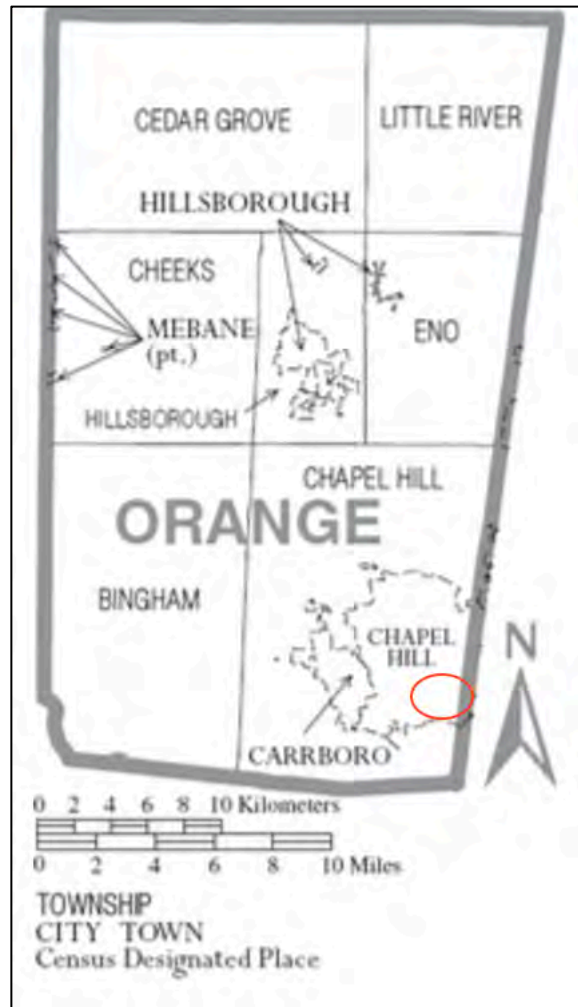 CEDAR GROVE
LITTLE RIVER
HILLSBOROUGH
CHEEKS
MEBANE
(pt.)
ENO
HILLSBOROUGH
CHAPEL HILL
ORANGE
BINGHAM
CHAPEL
HILL
N
CARRBORO
0 2 4 6 8 10 Kilometers
0 2 4 6 8 10 Miles
TOWNSHIP
CITY TOWN
Census Designated Place